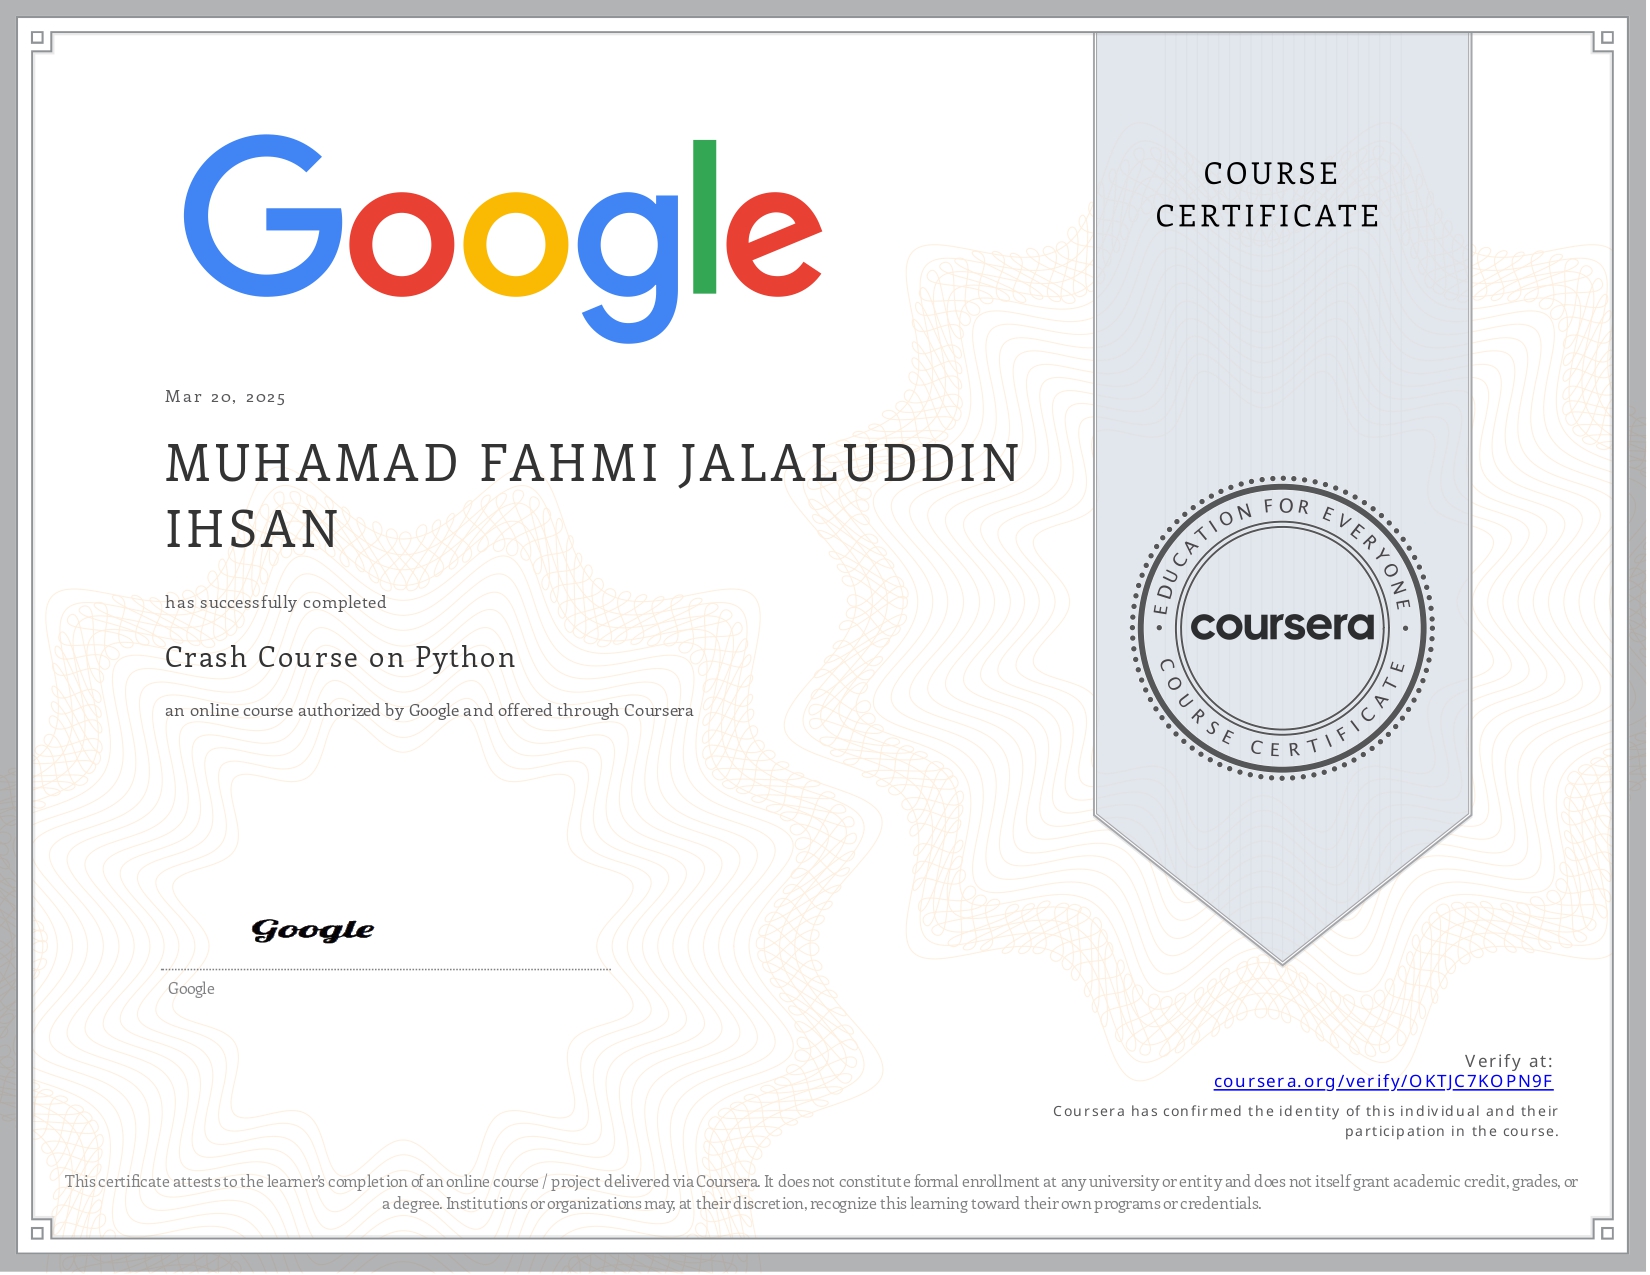 Google
COURSE
CERTIFICATE
Mar 20, 2025
MUHAMAD FAHMI JALALUDDIN
IHSAN
has successfully completed
Crash Course on Python
an online course authorized by Google and offered through Coursera
EDUCATION FOR EVERYONE
coursera
COURSE CERTIFICATE
Google
Google
Verify at:
coursera.org/verify/OKTJC7KOPN9F
Coursera has confirmed the identity of this individual and their
participation in the course.
This certificate attests to the learner's completion of an online course / project delivered via Coursera. It does not constitute formal enrollment at any university or entity and does not itself grant academic credit, grades, or
a degree. Institutions or organizations may, at their discretion, recognize this learning toward their own programs or credentials.